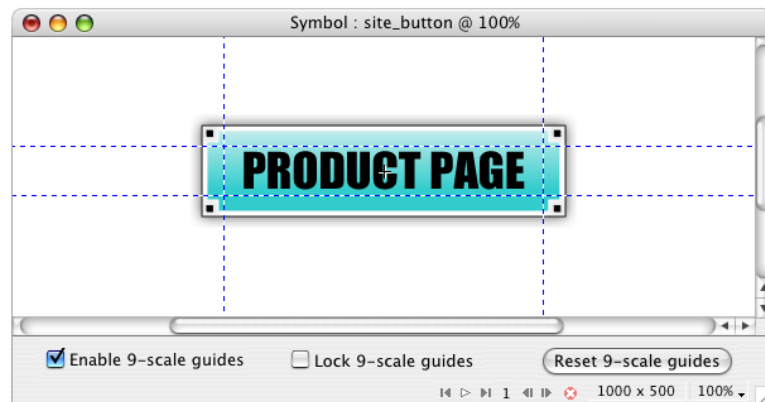 Symbol : site_button @ 100%
PRODUCT PAGE
Enable 9-scale guides Lock 9-scale guides Reset 9-scale guides
1 1000 x 500 100%